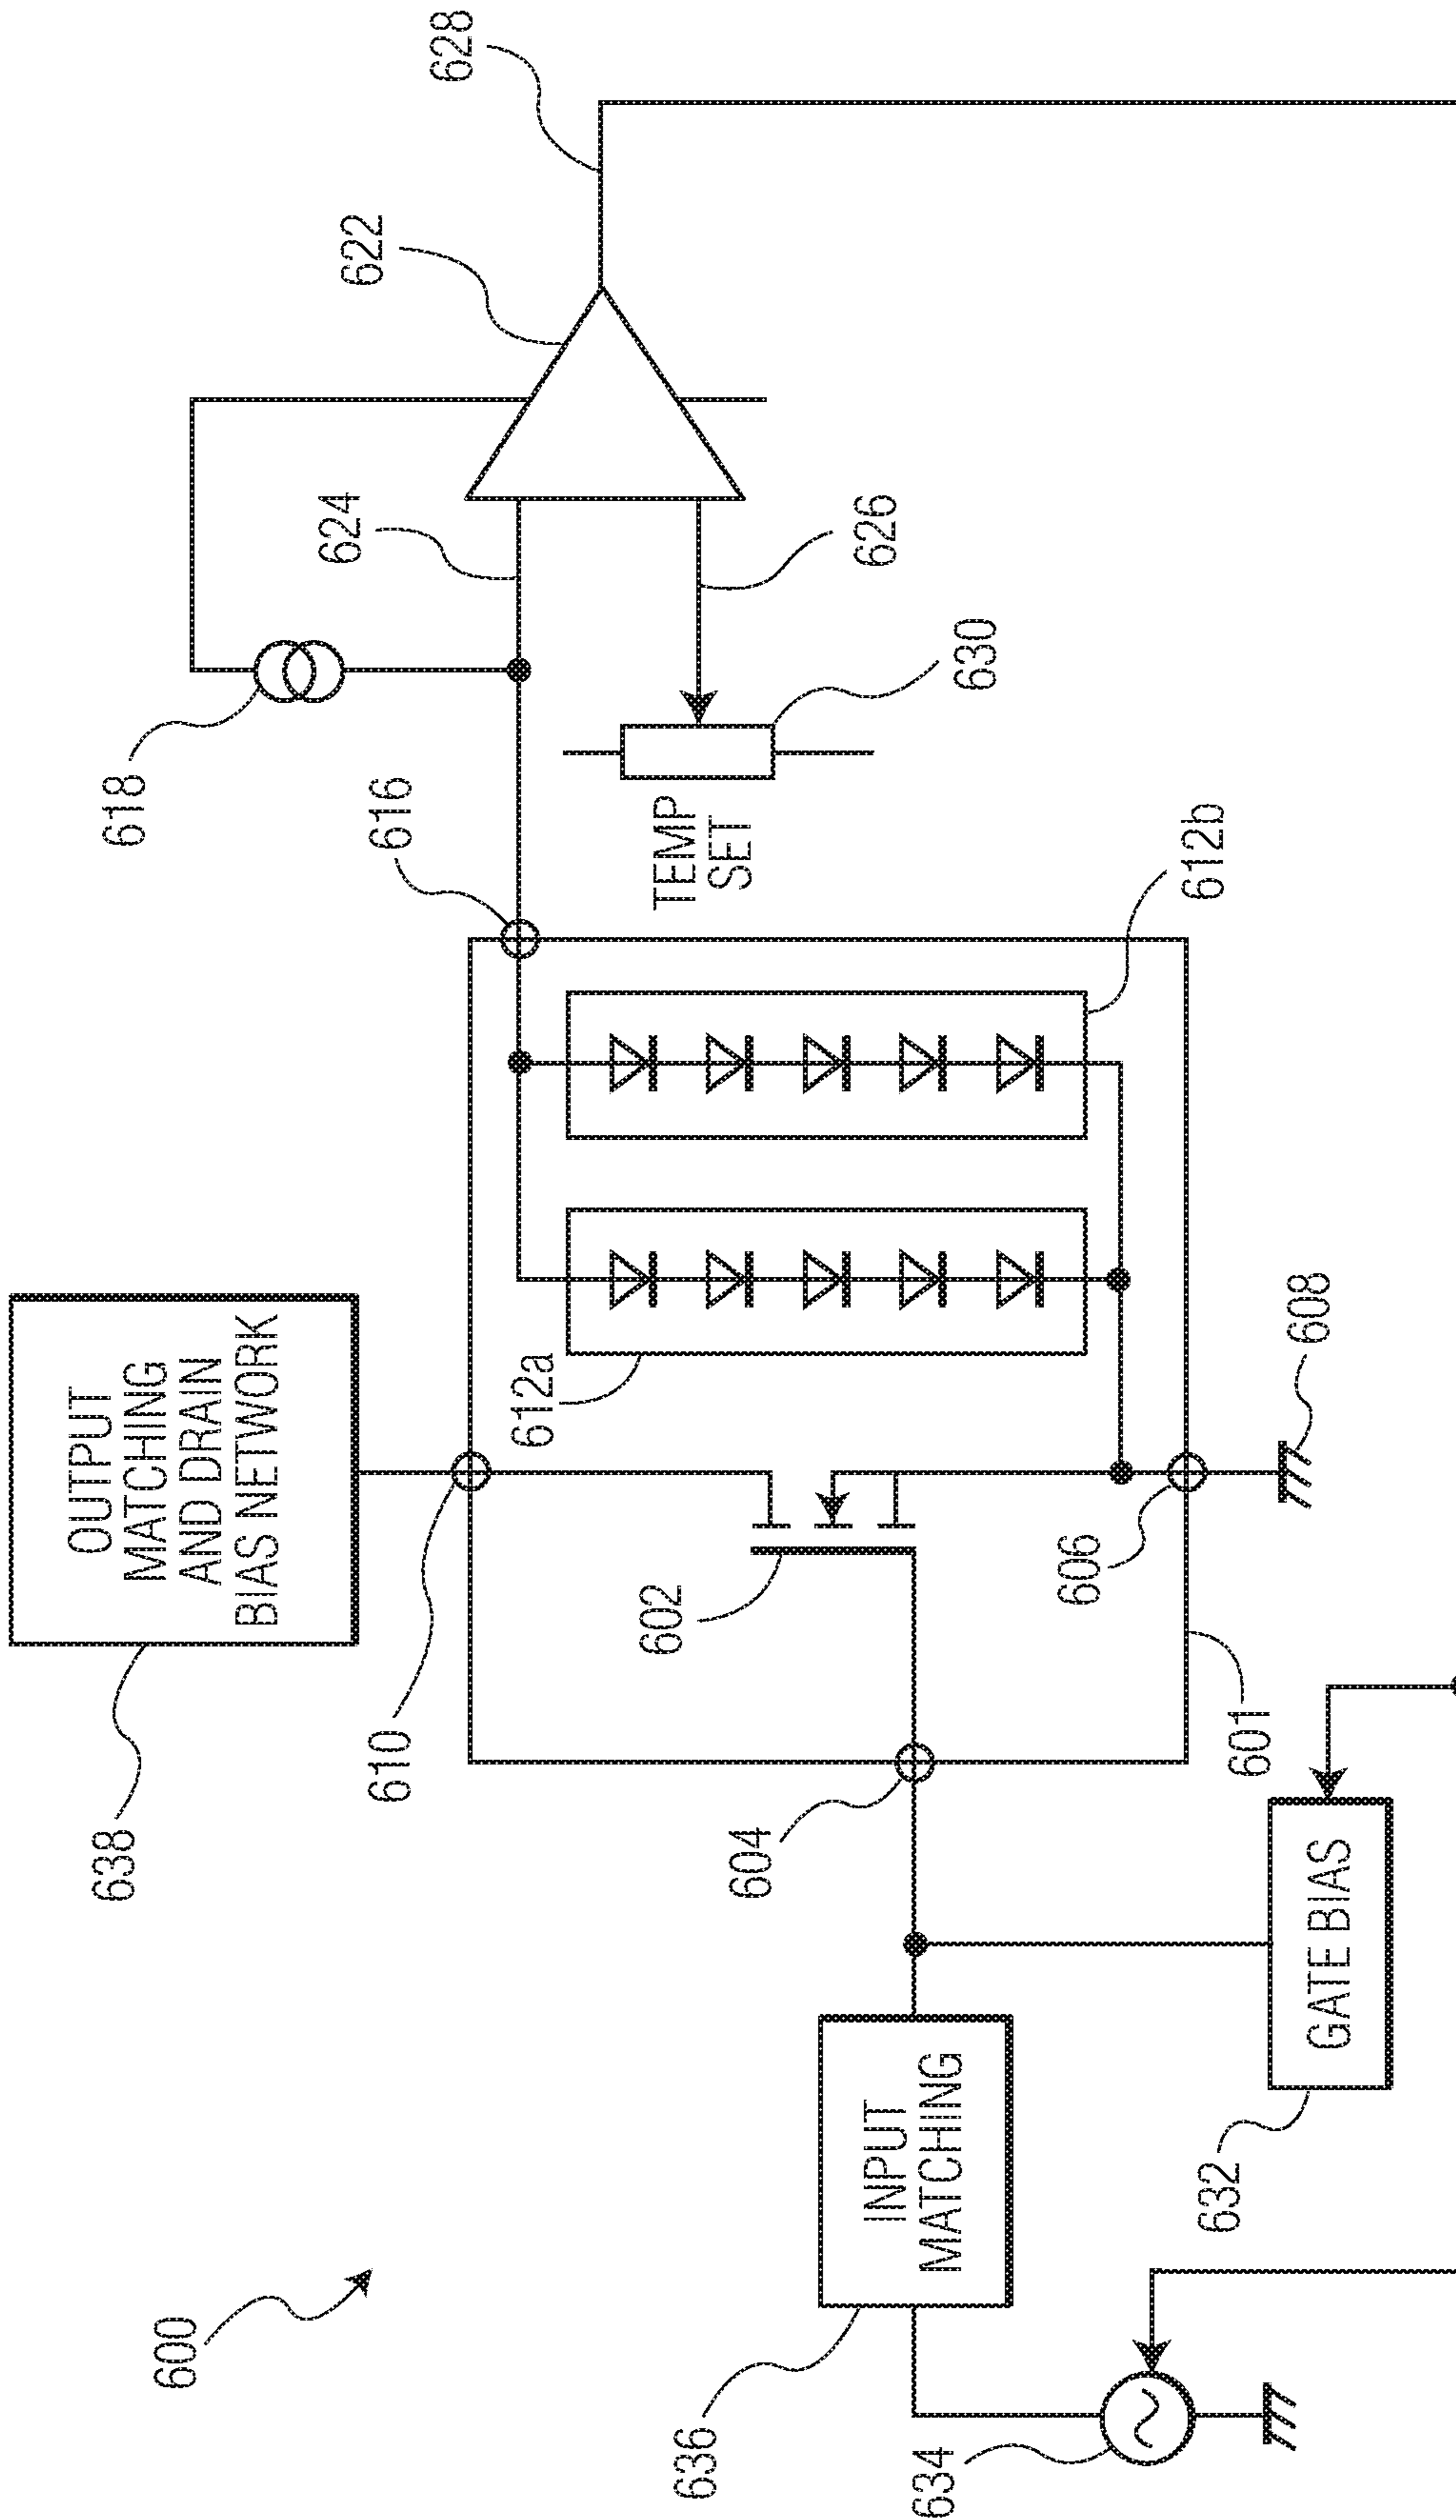 600
638
OUTPUT
MATCHING
AND DRAIN
BIAS NETWORK
610
612a
616
618
624
622
628
626
630
TEMP
SET
612b
602
604
606
608
601
636
INPUT
MATCHING
634
632
GATE BIAS